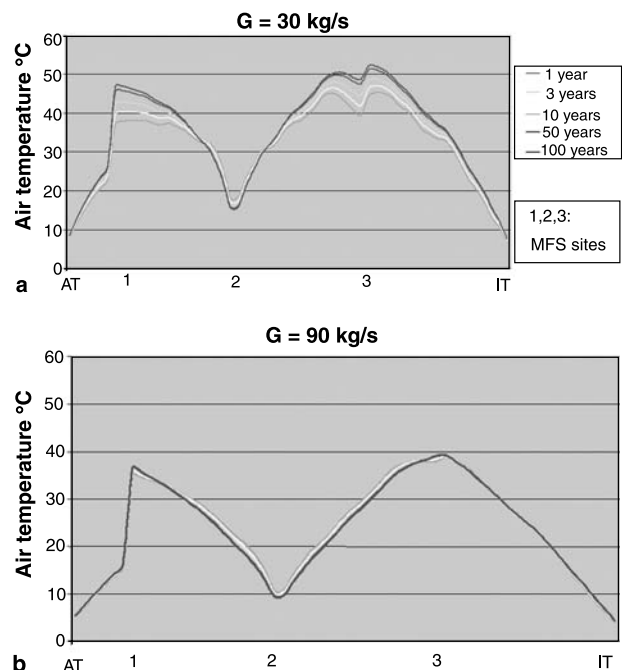 G = 30 kg/s
Air temperature °C
60
50
40
30
20
10
0
AT 1 2 3 IT
a
1 year
3 years
10 years
50 years
100 years
1,2,3:
MFS sites
G = 90 kg/s
Air temperature °C
60
50
40
30
20
10
0
AT 1 2 3 IT
b